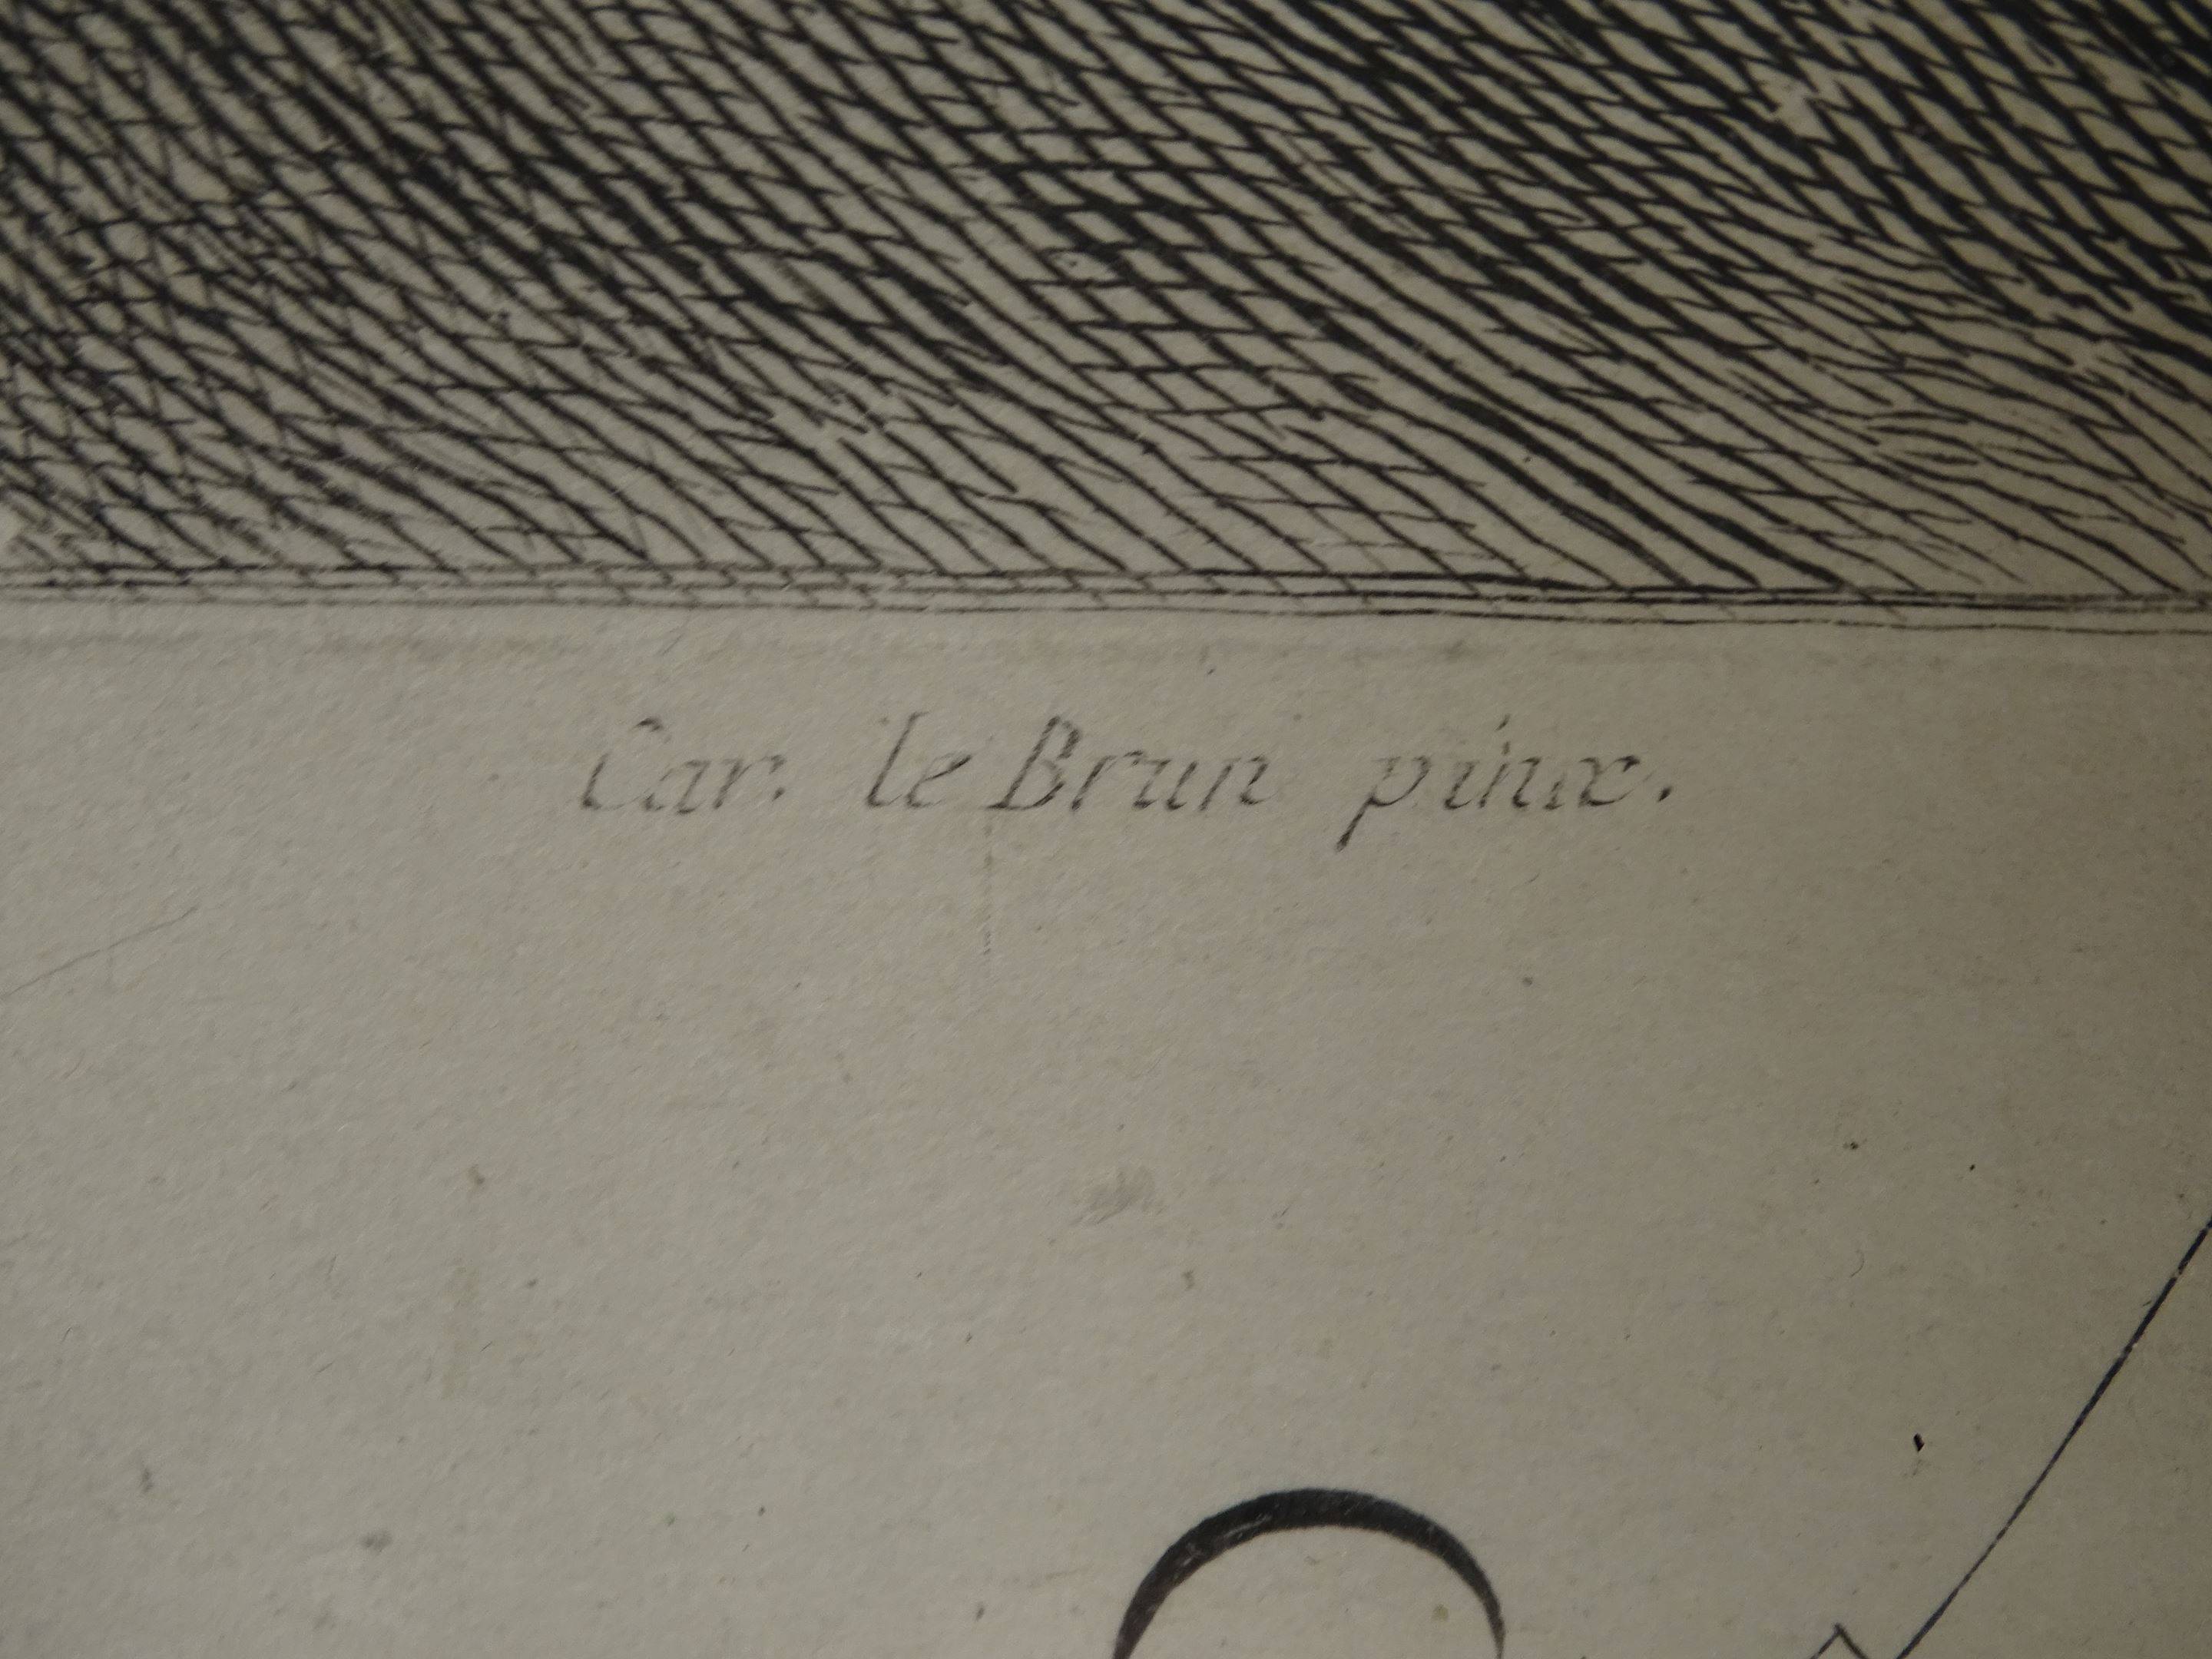 Car. le Brun pinx.